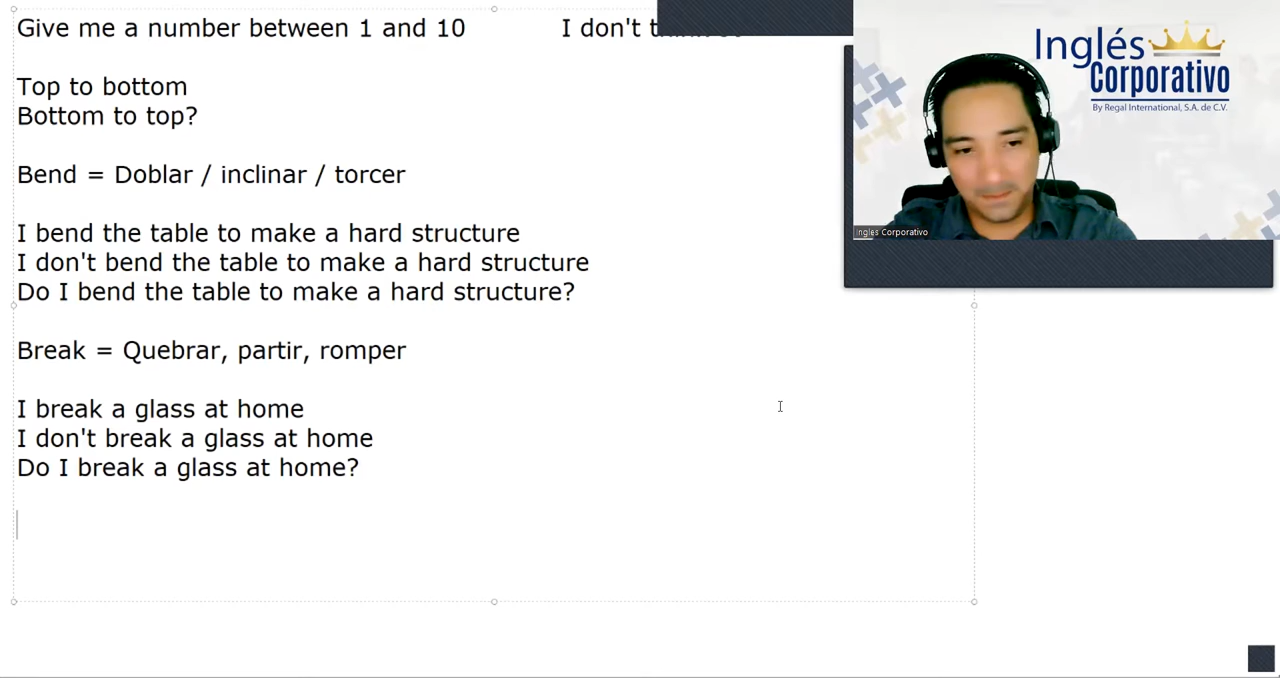 Give me a number between 1 and 10
I don't
Top to bottom
Bottom to top?
Bend = Doblar / inclinar / torcer
I bend the table to make a hard structure
I don't bend the table to make a hard structure
Do I bend the table to make a hard structure?
Break = Quebrar, partir, romper
I break a glass at home
I don't break a glass at home
Do I break a glass at home?
Inglés
Corporativo
By Regal International, S.A. de C.V.
Ingles Corporativo